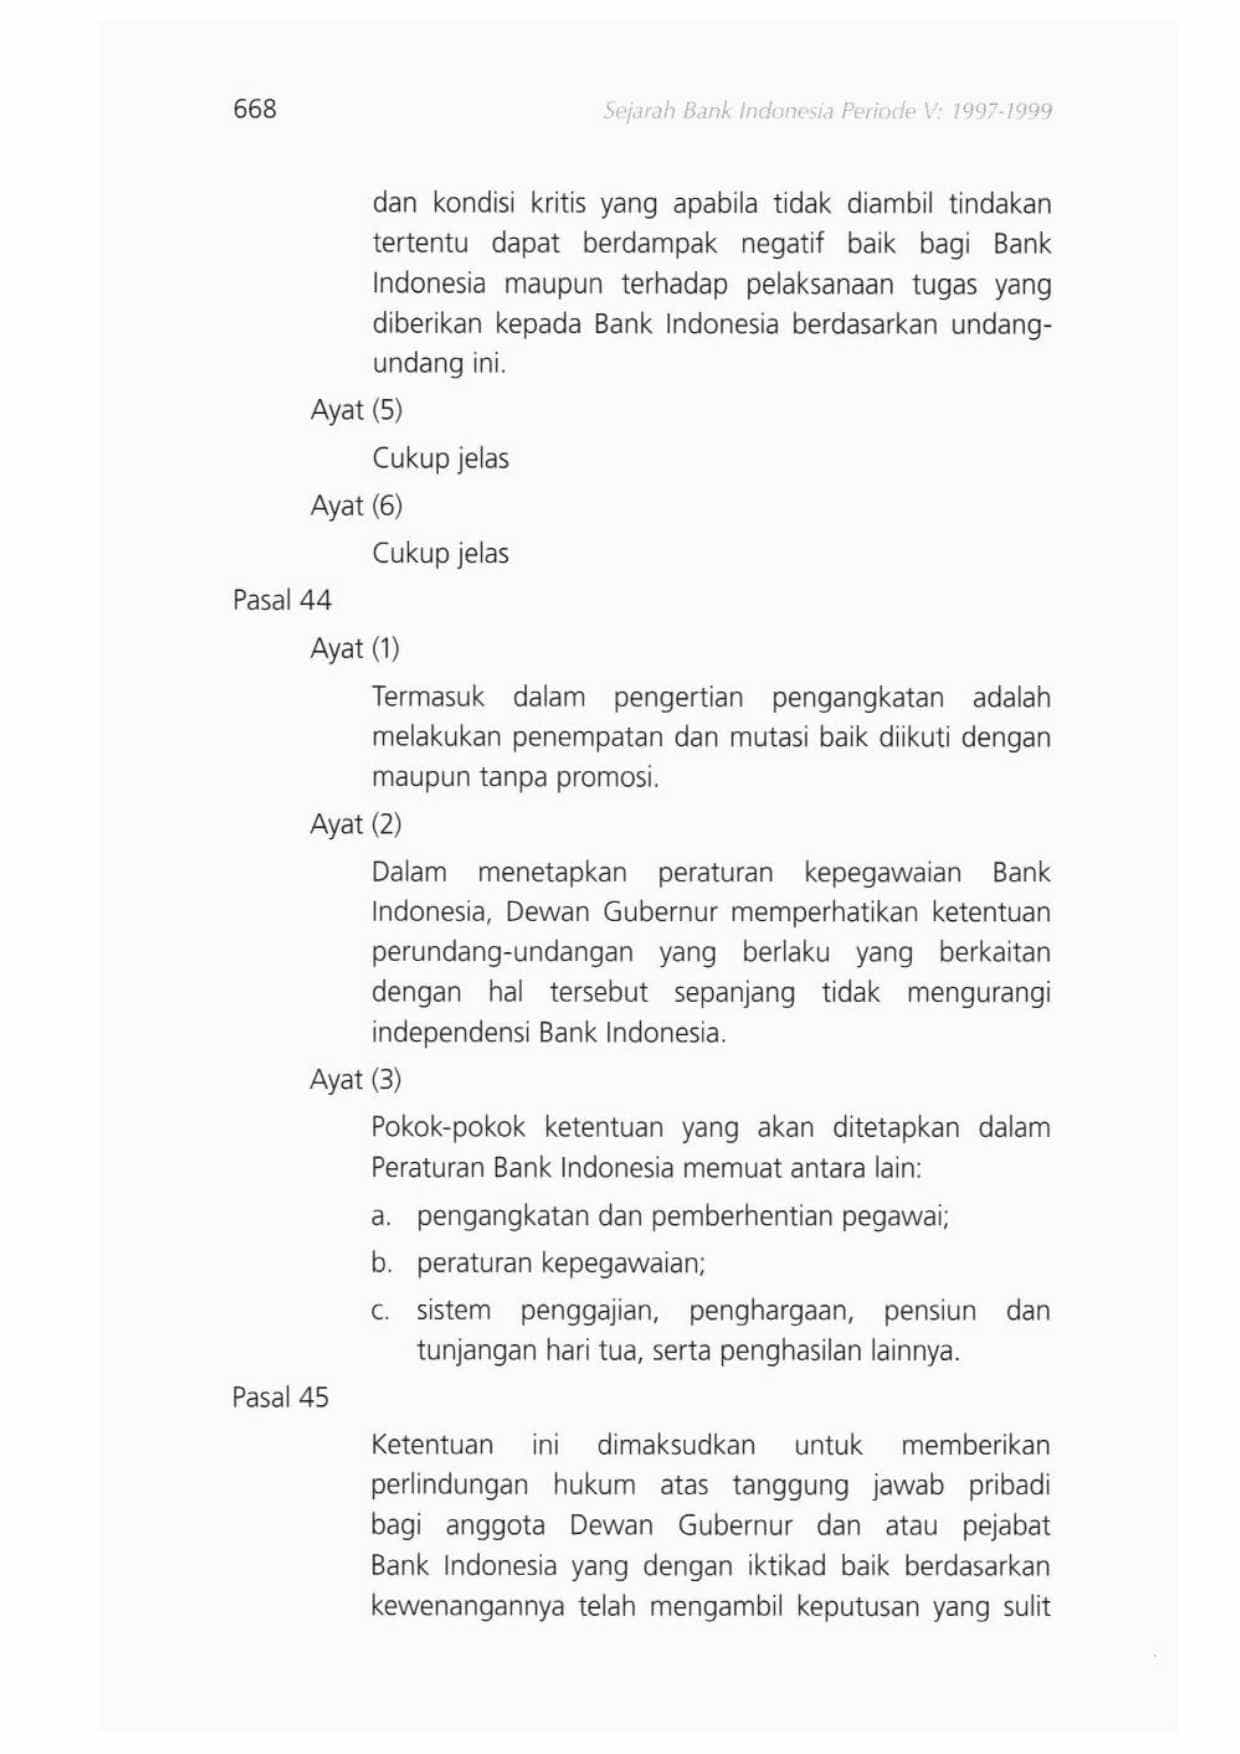 668
Sejarah Bank Indonesia Periode V: 1997-1999
dan kondisi kritis yang apabila tidak diambil tindakan
tertentu dapat berdampak negatif baik bagi Bank
Indonesia maupun terhadap pelaksanaan tugas yang
diberikan kepada Bank Indonesia berdasarkan undang-
undang ini.
Ayat (5)
Cukup jelas
Ayat (6)
Cukup jelas
Pasal 44
Ayat (1)
Termasuk dalam pengertian pengangkatan adalah
melakukan penempatan dan mutasi baik diikuti dengan
maupun tanpa promosi.
Ayat (2)
Dalam menetapkan peraturan kepegawaian Bank
Indonesia, Dewan Gubernur memperhatikan ketentuan
perundang-undangan yang berlaku yang berkaitan
dengan hal tersebut sepanjang tidak mengurangi
independensi Bank Indonesia.
Ayat (3)
Pokok-pokok ketentuan yang akan ditetapkan dalam
Peraturan Bank Indonesia memuat antara lain:
a. pengangkatan dan pemberhentian pegawai;
b. peraturan kepegawaian;
c. sistem penggajian, penghargaan, pensiun dan
tunjangan hari tua, serta penghasilan lainnya.
Pasal 45
Ketentuan ini dimaksudkan untuk memberikan
perlindungan hukum atas tanggung jawab pribadi
bagi anggota Dewan Gubernur dan atau pejabat
Bank Indonesia yang dengan iktikad baik berdasarkan
kewenangannya telah mengambil keputusan yang sulit